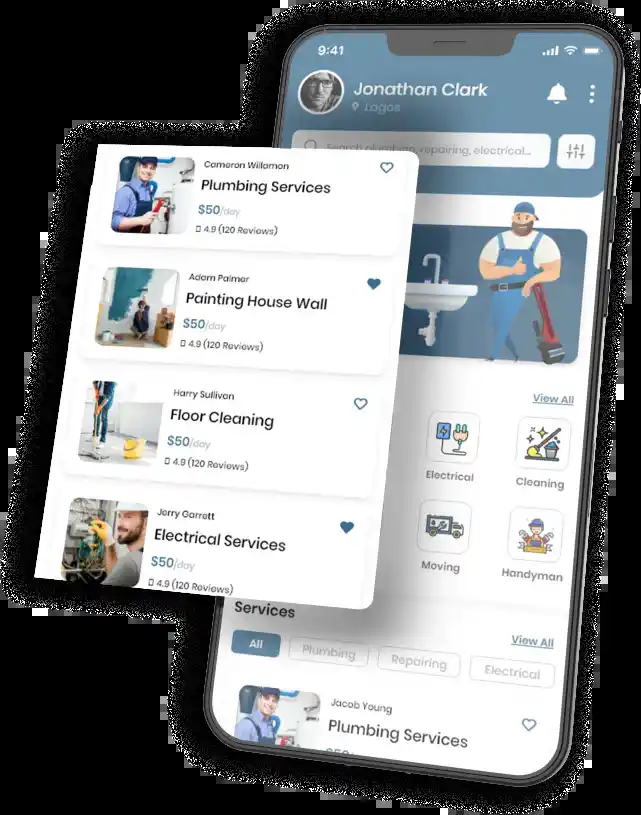 9:41
Jonathan Clark
Lagos
Search plumbing, repairing, electrical...
Cameron Willamon
Plumbing Services
$50/day
4.9 (120 Reviews)
Adam Palmer
Painting House Wall
$50/day
4.9 (120 Reviews)
Harry Sullivan
Floor Cleaning
$50/day
4.9 (120 Reviews)
Jerry Garrett
Electrical Services
$50/day
4.9 (120 Reviews)
View All
Electrical
Cleaning
Moving
Handyman
Services
View All
All
Plumbing
Repairing
Electrical
Jacob Young
Plumbing Services